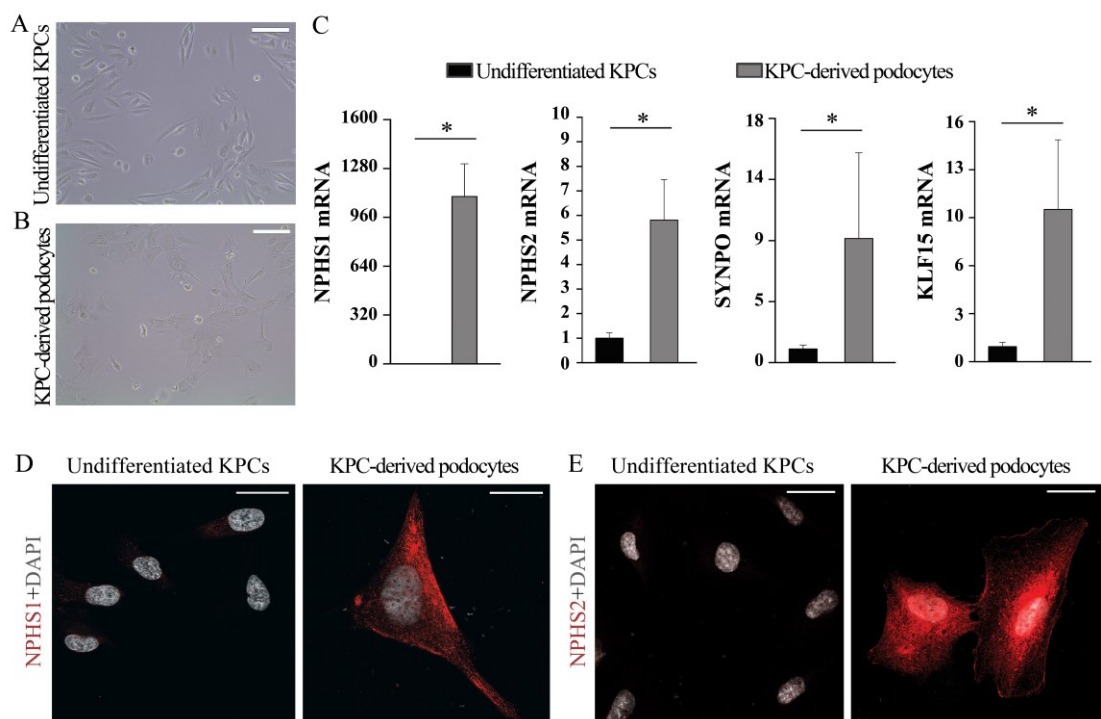 A
Undifferentiated KPCs
B
KPC-derived podocytes
C
Undifferentiated KPCs
KPC-derived podocytes
NPHS1 mRNA
1600
1280
960
640
320
0
*
NPHS2 mRNA
10
9
8
7
6
5
4
3
2
1
0
*
SYNPO mRNA
18
14
9
5
0
*
KLF15 mRNA
16
13
10
6
3
0
*
D
Undifferentiated KPCs
KPC-derived podocytes
NPHS1+DAPI
E
Undifferentiated KPCs
KPC-derived podocytes
NPHS2+DAPI